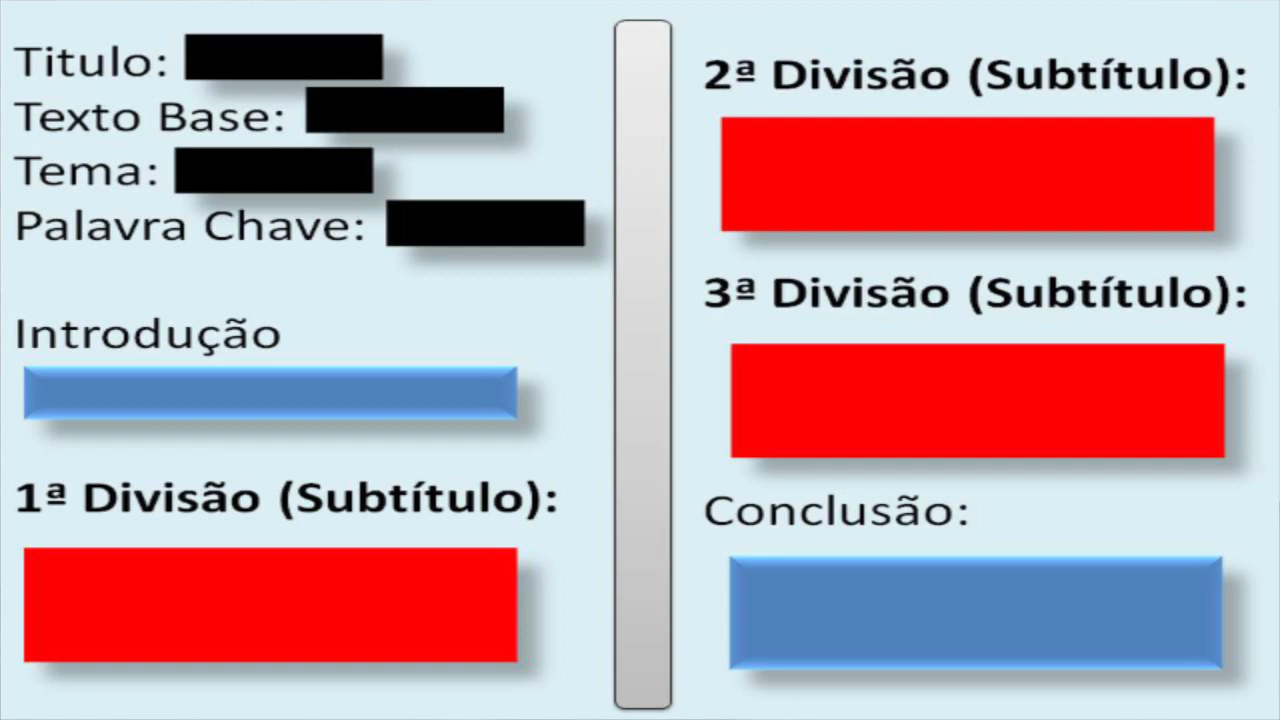 Titulo:
Texto Base:
Tema:
Palavra Chave:
Introdução
1ª Divisão (Subtítulo):
2ª Divisão (Subtítulo):
3ª Divisão (Subtítulo):
Conclusão: